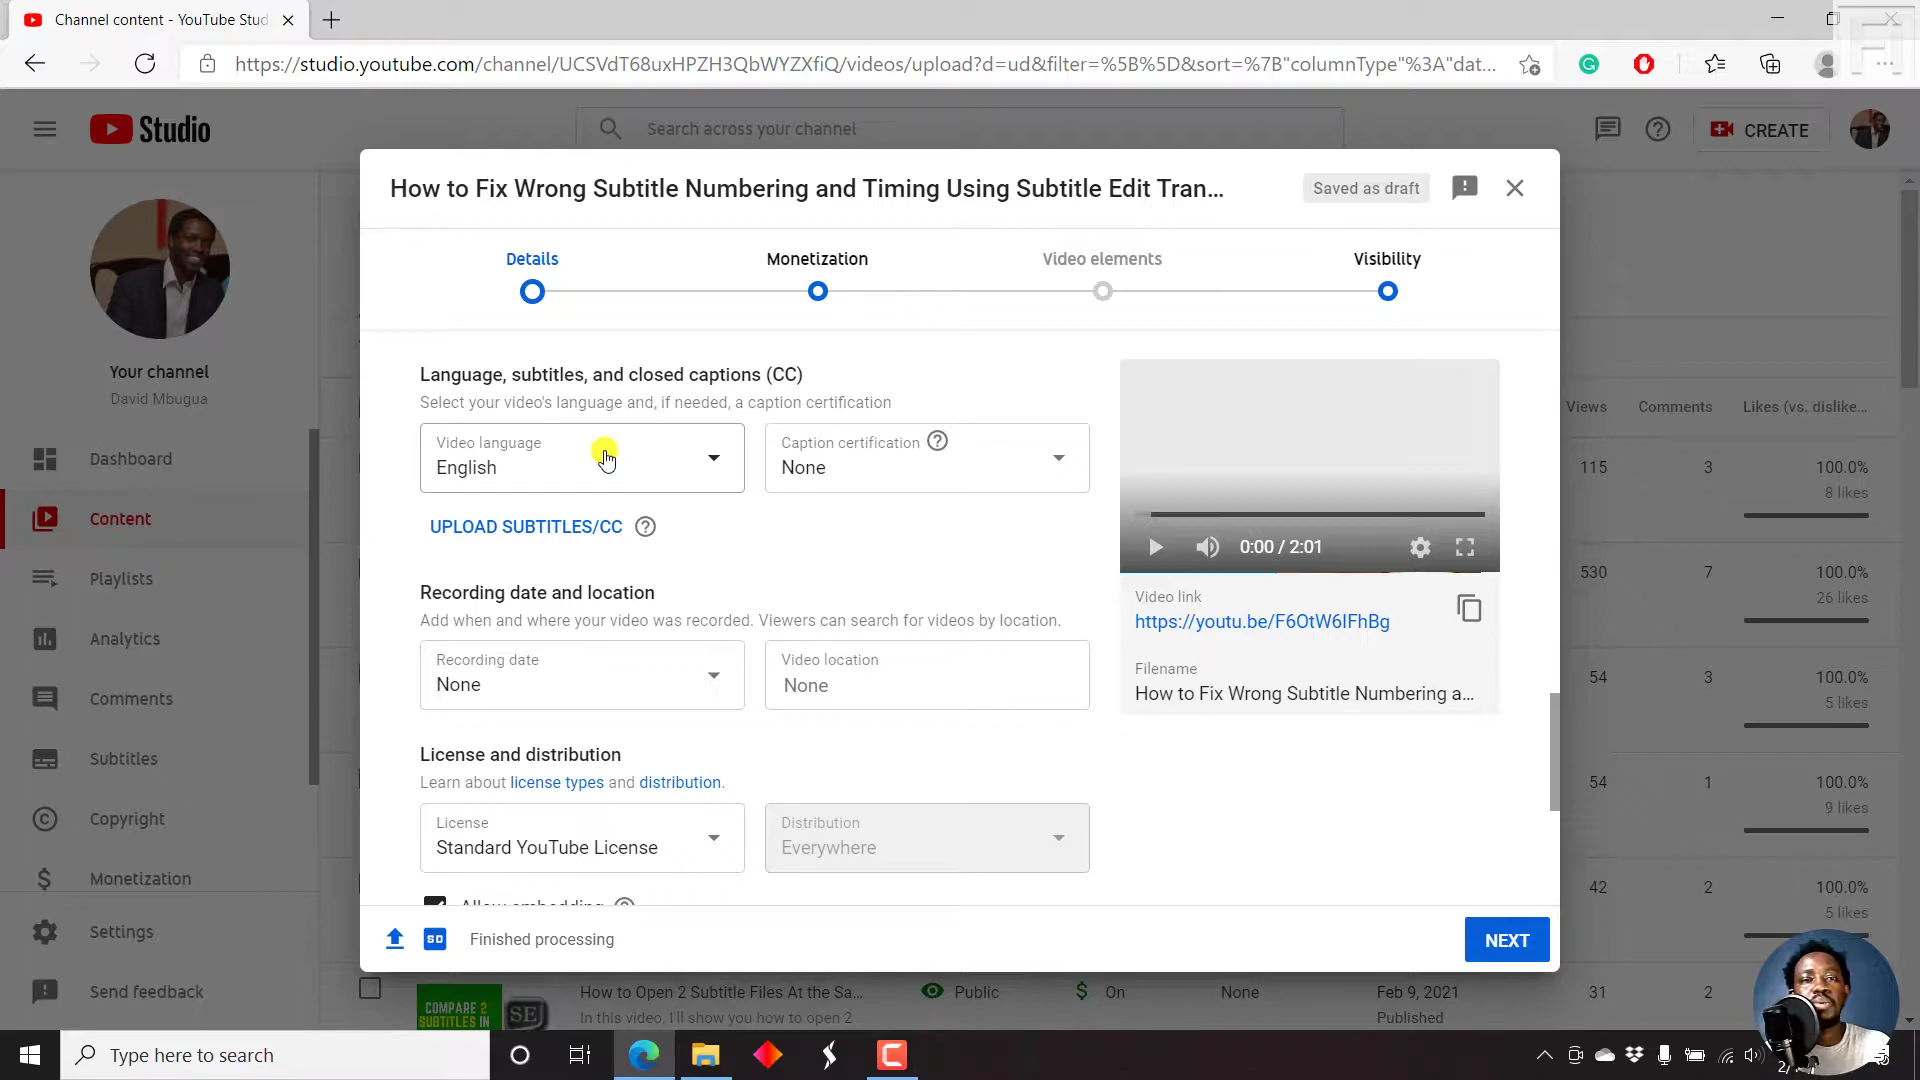 Channel content - YouTube Stud
https://studio.youtube.com/channel/UCSVdT68uxHPZH3QbWYZXfiQ/videos/upload?d=ud&filter=%5B%5D&sort=%7B"columnType"%3A"dat...
Studio
Search across your channel
CREATE
How to Fix Wrong Subtitle Numbering and Timing Using Subtitle Edit Tran...
Saved as draft
Details
Monetization
Video elements
Visibility
Your channel
David Mbugua
Dashboard
Content
Playlists
Analytics
Comments
Subtitles
Copyright
Monetization
Settings
Send feedback
Language, subtitles, and closed captions (CC)
Select your video's language and, if needed, a caption certification
Video language
English
Caption certification
None
UPLOAD SUBTITLES/CC
Recording date and location
Add when and where your video was recorded. Viewers can search for videos by location.
Recording date
None
Video location
None
License and distribution
Learn about license types and distribution.
License
Standard YouTube License
Distribution
Everywhere
Allow embedding
0:00 / 2:01
Video link
https://youtu.be/F6OtW6IFhBg
Filename
How to Fix Wrong Subtitle Numbering a...
SD
Finished processing
NEXT
Views
Comments
Likes (vs. dislike...
115
3
100.0%
8 likes
530
7
100.0%
26 likes
54
3
100.0%
5 likes
54
1
100.0%
9 likes
42
2
100.0%
5 likes
COMPARE 2
SUBTITLES IN
SE
How to Open 2 Subtitle Files At the Sa...
In this video, I'll show you how to open 2
Public
On
None
Feb 9, 2021
Published
31
2
Type here to search